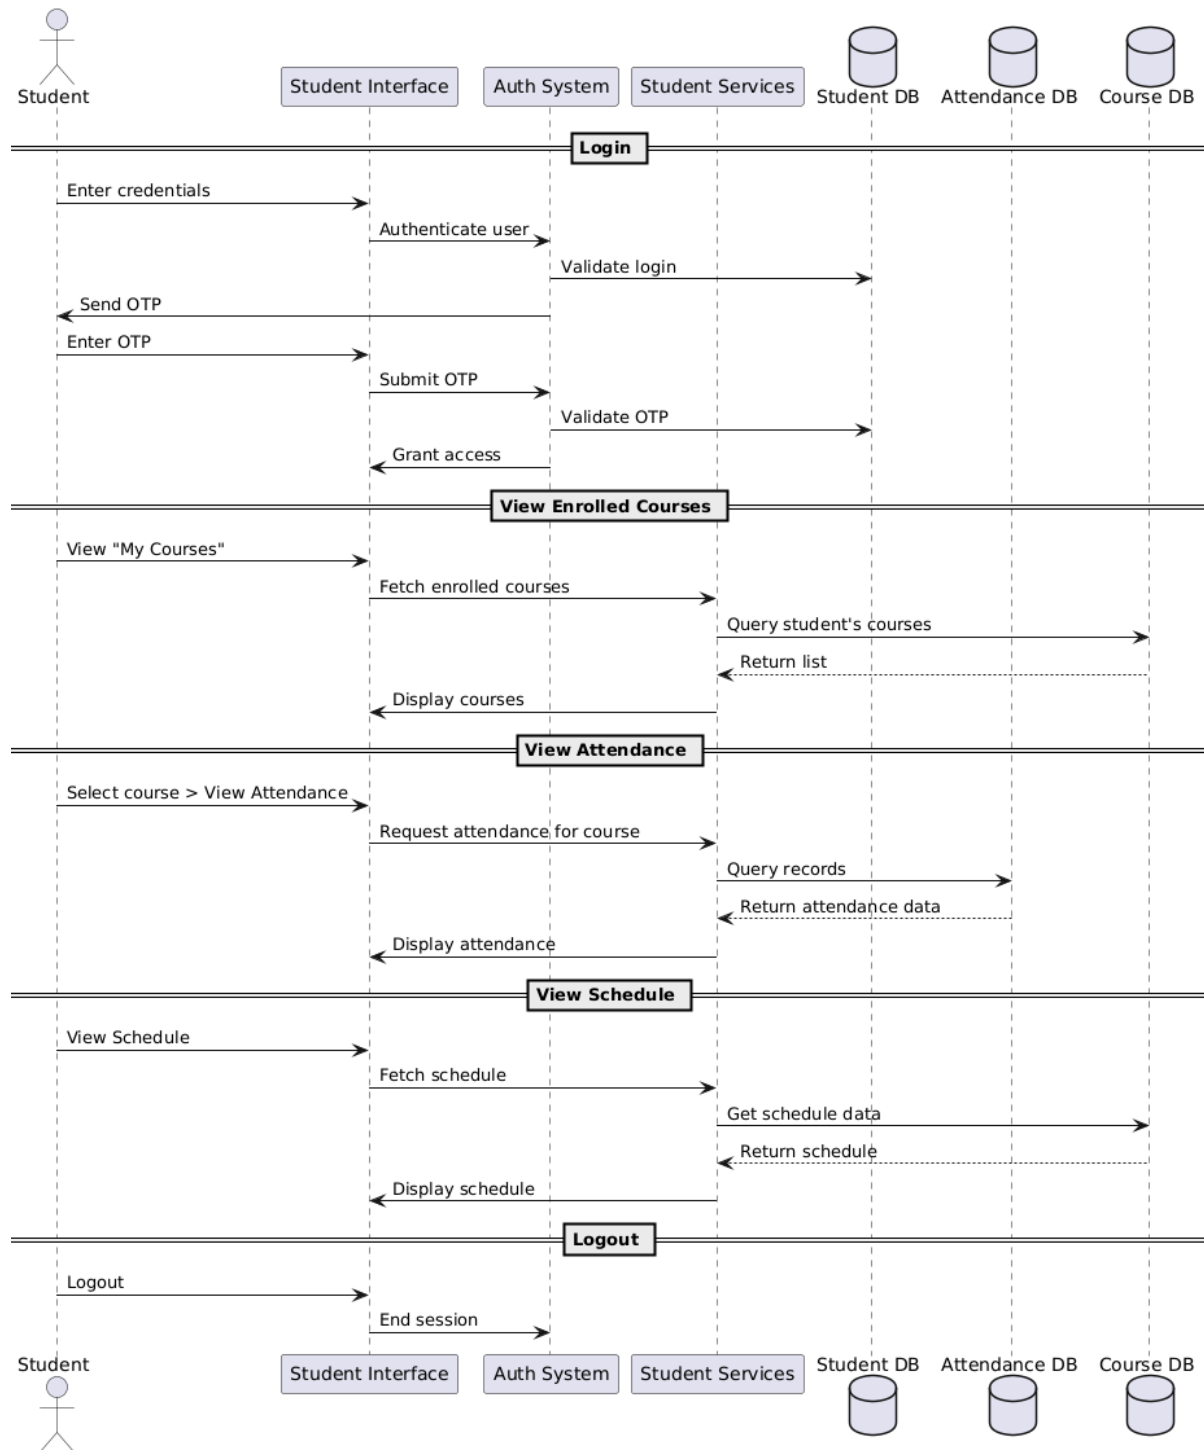 Student
Student Interface
Auth System
Student Services
Student DB
Attendance DB
Course DB
Login
Enter credentials
Authenticate user
Validate login
Send OTP
Enter OTP
Submit OTP
Validate OTP
Grant access
View Enrolled Courses
View "My Courses"
Fetch enrolled courses
Query student's courses
Return list
Display courses
View Attendance
Select course > View Attendance
Request attendance for course
Query records
Return attendance data
Display attendance
View Schedule
View Schedule
Fetch schedule
Get schedule data
Return schedule
Display schedule
Logout
Logout
End session
Student
Student Interface
Auth System
Student Services
Student DB
Attendance DB
Course DB